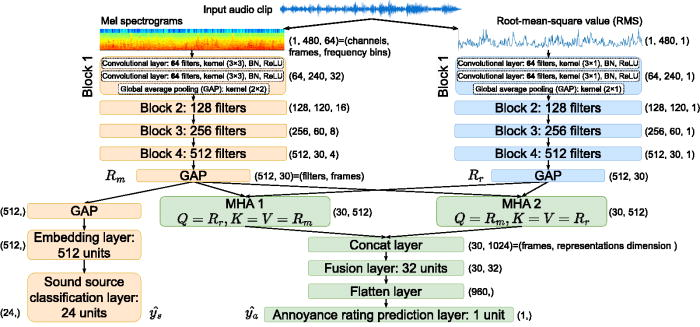 Input audio clip
Mel spectrograms
(1, 480, 64)=(channels,
frames, frequency bins)
Root-mean-square value (RMS)
(1, 480, 1)
Block 1
Convolutional layer: 64 filters, kernel (3×3), BN, ReLU
Convolutional layer: 64 filters, kernel (3×3), BN, ReLU
Global average pooling (GAP): kernel (2×2)
(64, 240, 32)
Block 1
Convolutional layer: 64 filters, kernel (3×1), BN, ReLU
Convolutional layer: 64 filters, kernel (3×1), BN, ReLU
Global average pooling (GAP): kernel (2×1)
(64, 240, 1)
Block 2: 128 filters
(128, 120, 16)
Block 2: 128 filters
(128, 120, 1)
Block 3: 256 filters
(256, 60, 8)
Block 3: 256 filters
(256, 60, 1)
Block 4: 512 filters
(512, 30, 4)
Block 4: 512 filters
(512, 30, 1)
R_m
GAP
(512, 30)=(filters, frames)
R_r
GAP
(512, 30)
(512,)
GAP
MHA 1
Q = R_r, K = V = R_m
(30, 512)
MHA 2
Q = R_m, K = V = R_r
(30, 512)
(512,)
Embedding layer:
512 units
Concat layer
(30, 1024)=(frames, representations dimension )
Fusion layer: 32 units
(30, 32)
Sound source
classification layer:
24 units
(24,)
ŷ_s
Flatten layer
(960,)
ŷ_a
Annoyance rating prediction layer: 1 unit
(1,)